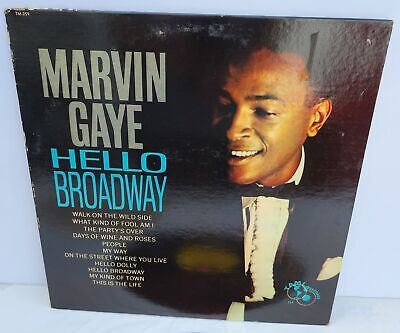 TM-259
MARVIN
GAYE
HELLO
BROADWAY
WALK ON THE WILD SIDE
WHAT KIND OF FOOL AM I
THE PARTY'S OVER
DAYS OF WINE AND ROSES
PEOPLE
MY WAY
ON THE STREET WHERE YOU LIVE
HELLO DOLLY
HELLO BROADWAY
MY KIND OF TOWN
THIS IS THE LIFE